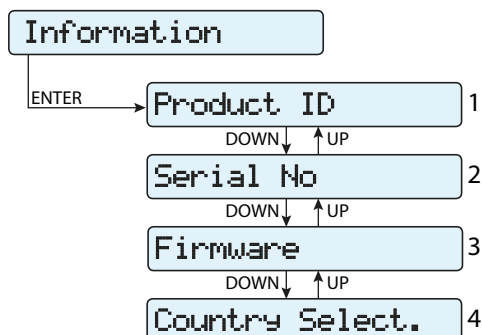 Information
ENTER
Product ID 1
DOWN UP
Serial No 2
DOWN UP
Firmware 3
DOWN UP
Country Select. 4